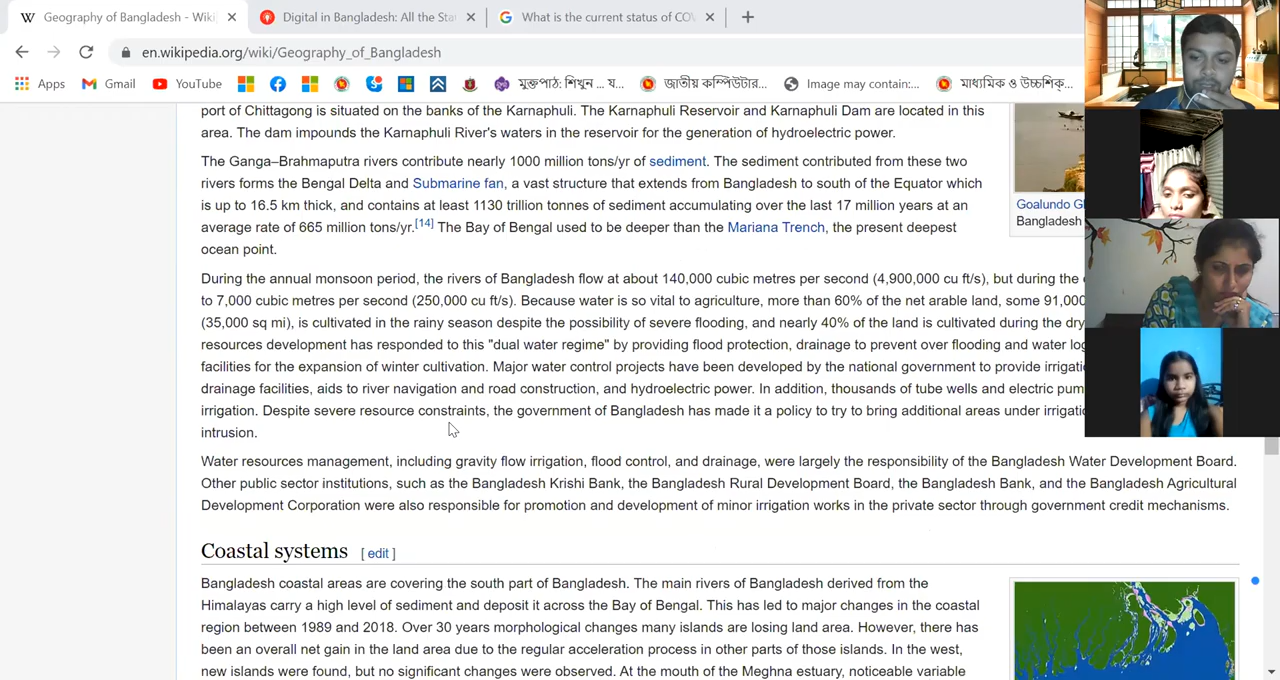 Geography of Bangladesh - Wiki
Digital in Bangladesh: All the Sta
What is the current status of CO
en.wikipedia.org/wiki/Geography_of_Bangladesh
Apps Gmail YouTube মুক্তপাঠ: শিখুন ... য... জাতীয় কম্পিউটার... Image may contain:... মাধ্যমিক ও উচ্চশিক্...
port of Chittagong is situated on the banks of the Karnaphuli. The Karnaphuli Reservoir and Karnaphuli Dam are located in this
area. The dam impounds the Karnaphuli River's waters in the reservoir for the generation of hydroelectric power.
The Ganga–Brahmaputra rivers contribute nearly 1000 million tons/yr of sediment. The sediment contributed from these two
rivers forms the Bengal Delta and Submarine fan, a vast structure that extends from Bangladesh to south of the Equator which
is up to 16.5 km thick, and contains at least 1130 trillion tonnes of sediment accumulating over the last 17 million years at an
average rate of 665 million tons/yr.[14] The Bay of Bengal used to be deeper than the Mariana Trench, the present deepest
ocean point.
Goalundo Gh
Bangladesh
During the annual monsoon period, the rivers of Bangladesh flow at about 140,000 cubic metres per second (4,900,000 cu ft/s), but during the
to 7,000 cubic metres per second (250,000 cu ft/s). Because water is so vital to agriculture, more than 60% of the net arable land, some 91,000
(35,000 sq mi), is cultivated in the rainy season despite the possibility of severe flooding, and nearly 40% of the land is cultivated during the dry
resources development has responded to this "dual water regime" by providing flood protection, drainage to prevent over flooding and water log
facilities for the expansion of winter cultivation. Major water control projects have been developed by the national government to provide irrigati
drainage facilities, aids to river navigation and road construction, and hydroelectric power. In addition, thousands of tube wells and electric pum
irrigation. Despite severe resource constraints, the government of Bangladesh has made it a policy to try to bring additional areas under irrigati
intrusion.
Water resources management, including gravity flow irrigation, flood control, and drainage, were largely the responsibility of the Bangladesh Water Development Board.
Other public sector institutions, such as the Bangladesh Krishi Bank, the Bangladesh Rural Development Board, the Bangladesh Bank, and the Bangladesh Agricultural
Development Corporation were also responsible for promotion and development of minor irrigation works in the private sector through government credit mechanisms.
Coastal systems [ edit ]
Bangladesh coastal areas are covering the south part of Bangladesh. The main rivers of Bangladesh derived from the
Himalayas carry a high level of sediment and deposit it across the Bay of Bengal. This has led to major changes in the coastal
region between 1989 and 2018. Over 30 years morphological changes many islands are losing land area. However, there has
been an overall net gain in the land area due to the regular acceleration process in other parts of those islands. In the west,
new islands were found, but no significant changes were observed. At the mouth of the Meghna estuary, noticeable variable